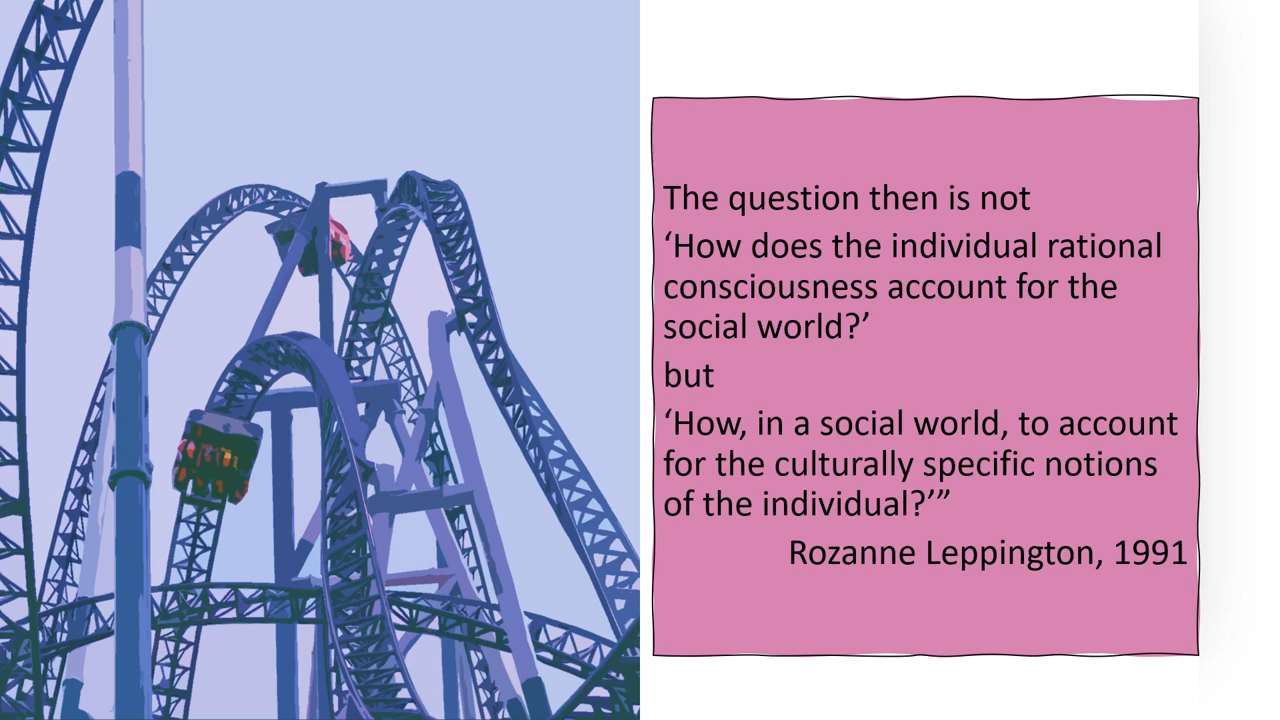 The question then is not
‘How does the individual rational
consciousness account for the
social world?’
but
‘How, in a social world, to account
for the culturally specific notions
of the individual?’”
Rozanne Leppington, 1991